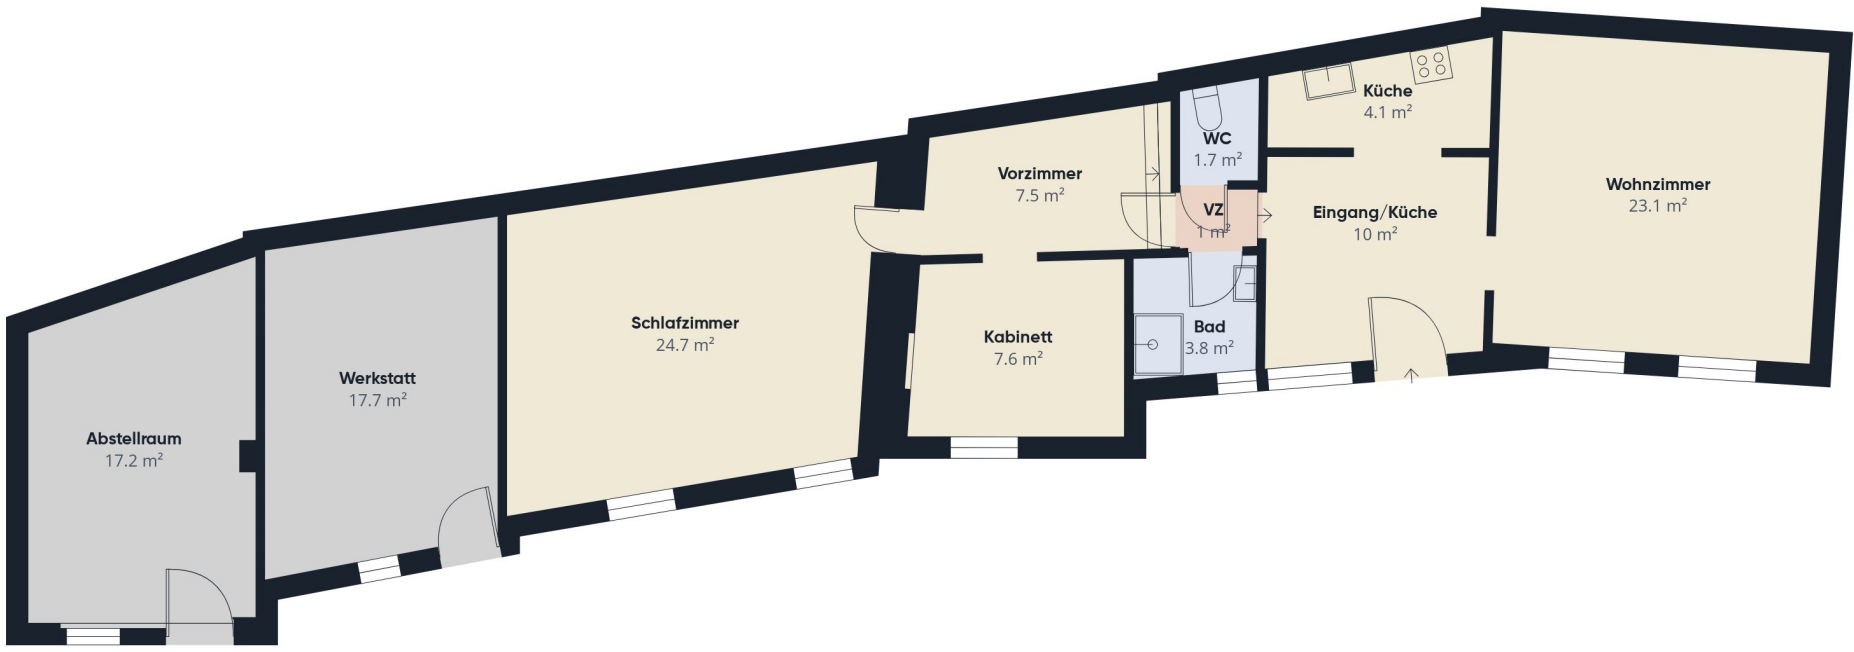 Abstellraum
17.2 m²
Werkstatt
17.7 m²
Schlafzimmer
24.7 m²
Vorzimmer
7.5 m²
Kabinett
7.6 m²
WC
1.7 m²
VZ
1 m²
Bad
3.8 m²
Küche
4.1 m²
Eingang/Küche
10 m²
Wohnzimmer
23.1 m²